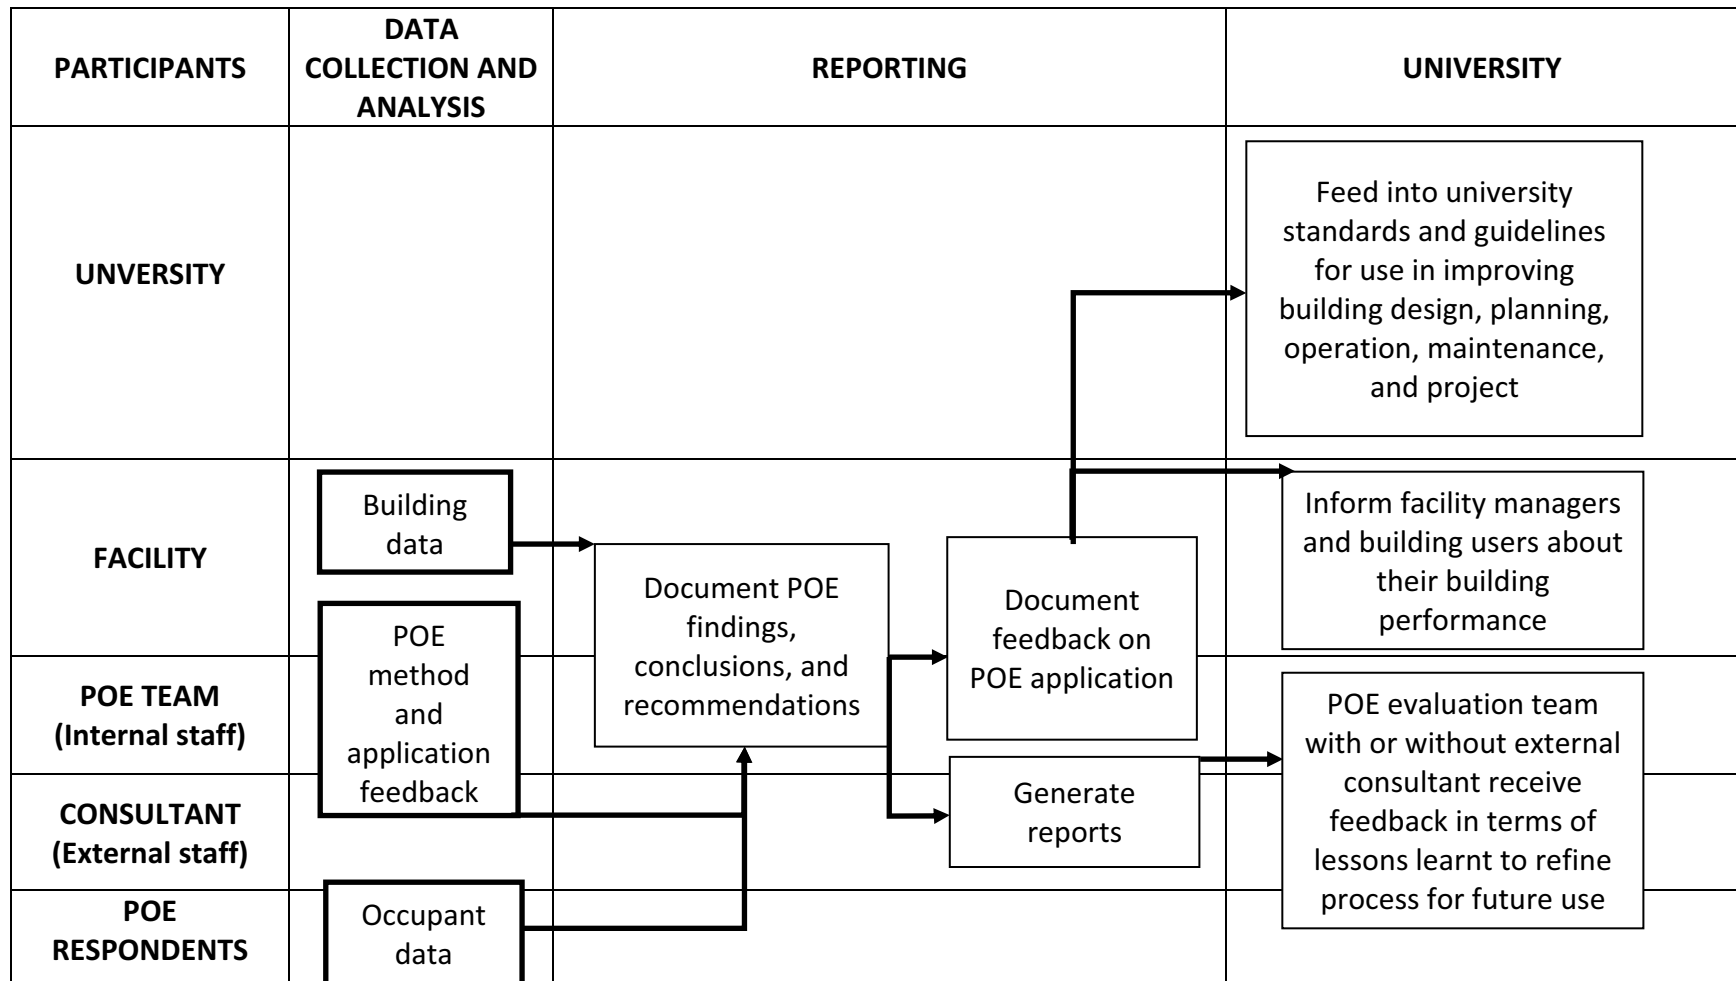 PARTICIPANTS
DATA
COLLECTION AND
ANALYSIS
REPORTING
UNIVERSITY
UNVERSITY
Feed into university
standards and guidelines
for use in improving
building design, planning,
operation, maintenance,
and project
FACILITY
Building
data
POE
method
and
application
feedback
Document POE
findings,
conclusions, and
recommendations
Document
feedback on
POE application
Inform facility managers
and building users about
their building
performance
POE TEAM
(Internal staff)
Generate
reports
POE evaluation team
with or without external
consultant receive
feedback in terms of
lessons learnt to refine
process for future use
CONSULTANT
(External staff)
POE
RESPONDENTS
Occupant
data